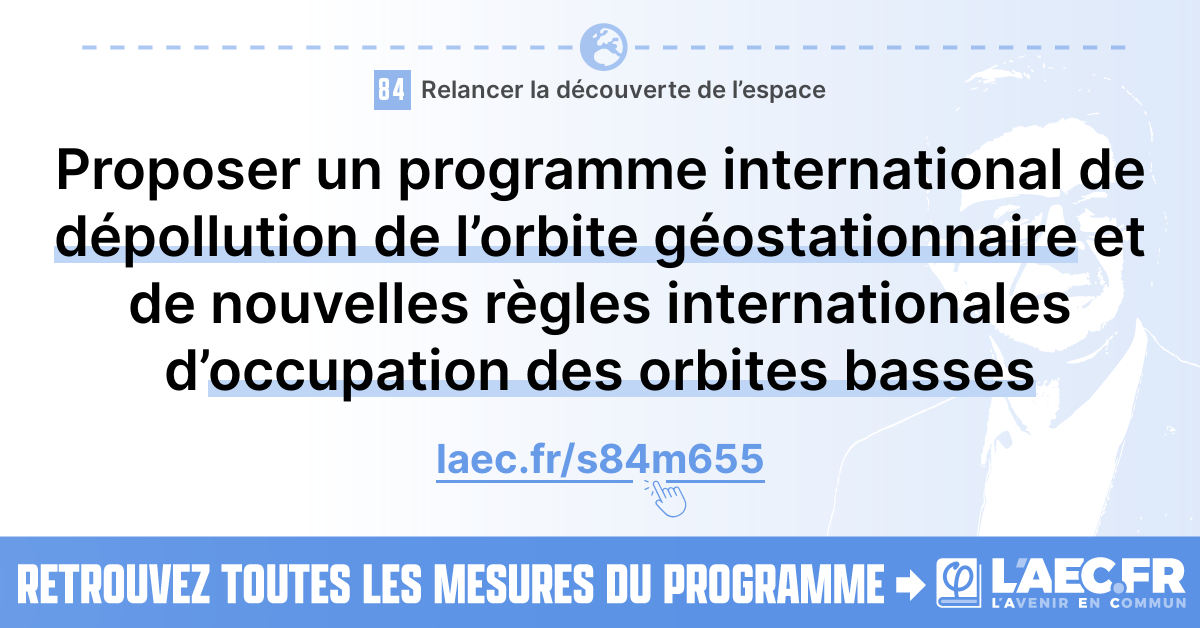 84 Relancer la découverte de l’espace
Proposer un programme international de
dépollution de l’orbite géostationnaire et
de nouvelles règles internationales
d’occupation des orbites basses
laec.fr/s84m655
RETROUVEZ TOUTES LES MESURES DU PROGRAMME
φ L'AEC.FR
L'AVENIR EN COMMUN